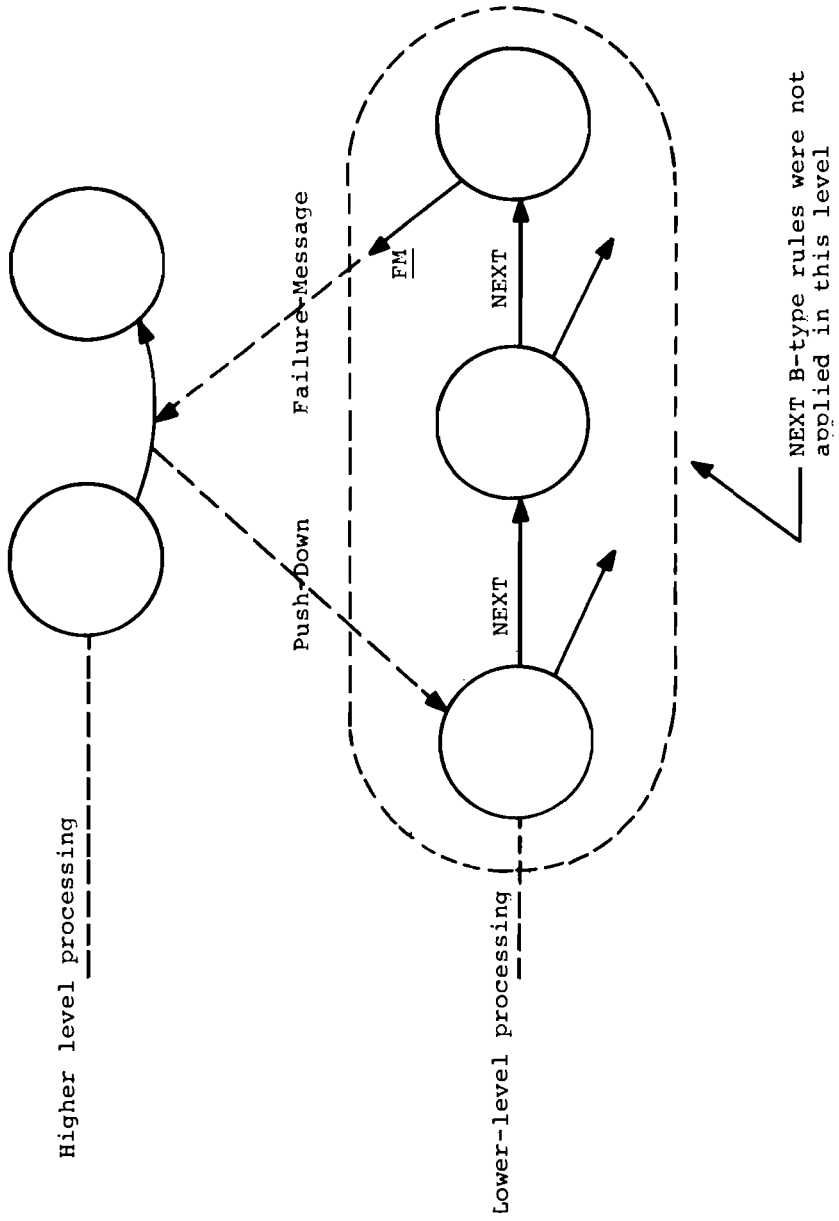 Higher level processing
Push-Down
Failure-Message
FM
Lower-level processing
NEXT
NEXT
NEXT B-type rules were not
applied in this level